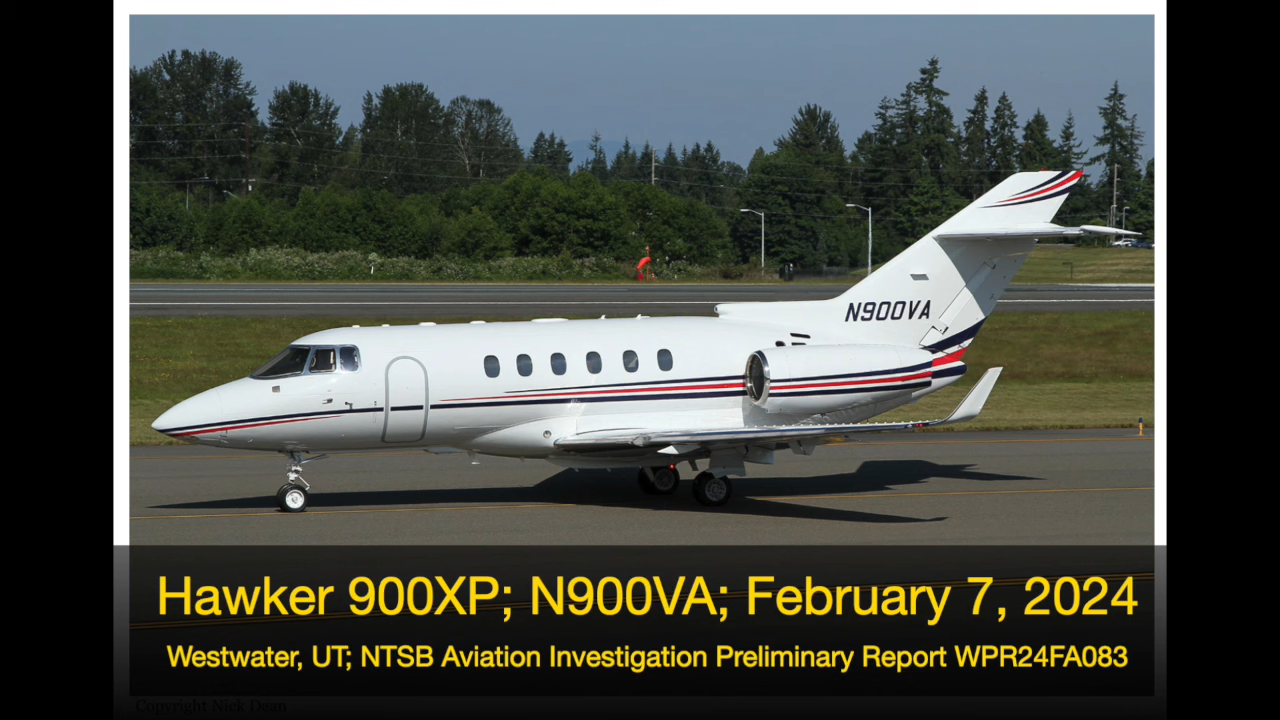 N900VA
Hawker 900XP; N900VA; February 7, 2024
Westwater, UT; NTSB Aviation Investigation Preliminary Report WPR24FA083
Copyright Nick Dean